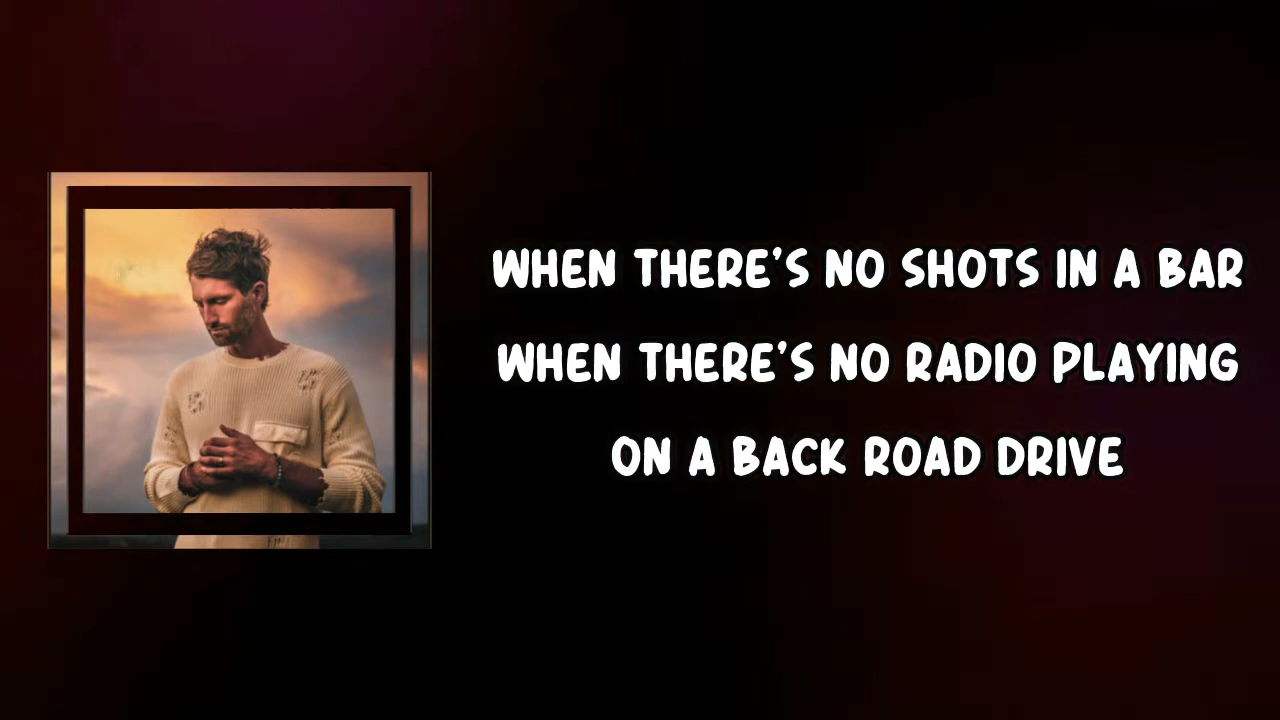 WHEN THERE'S NO SHOTS IN A BAR
WHEN THERE'S NO RADIO PLAYING
ON A BACK ROAD DRIVE